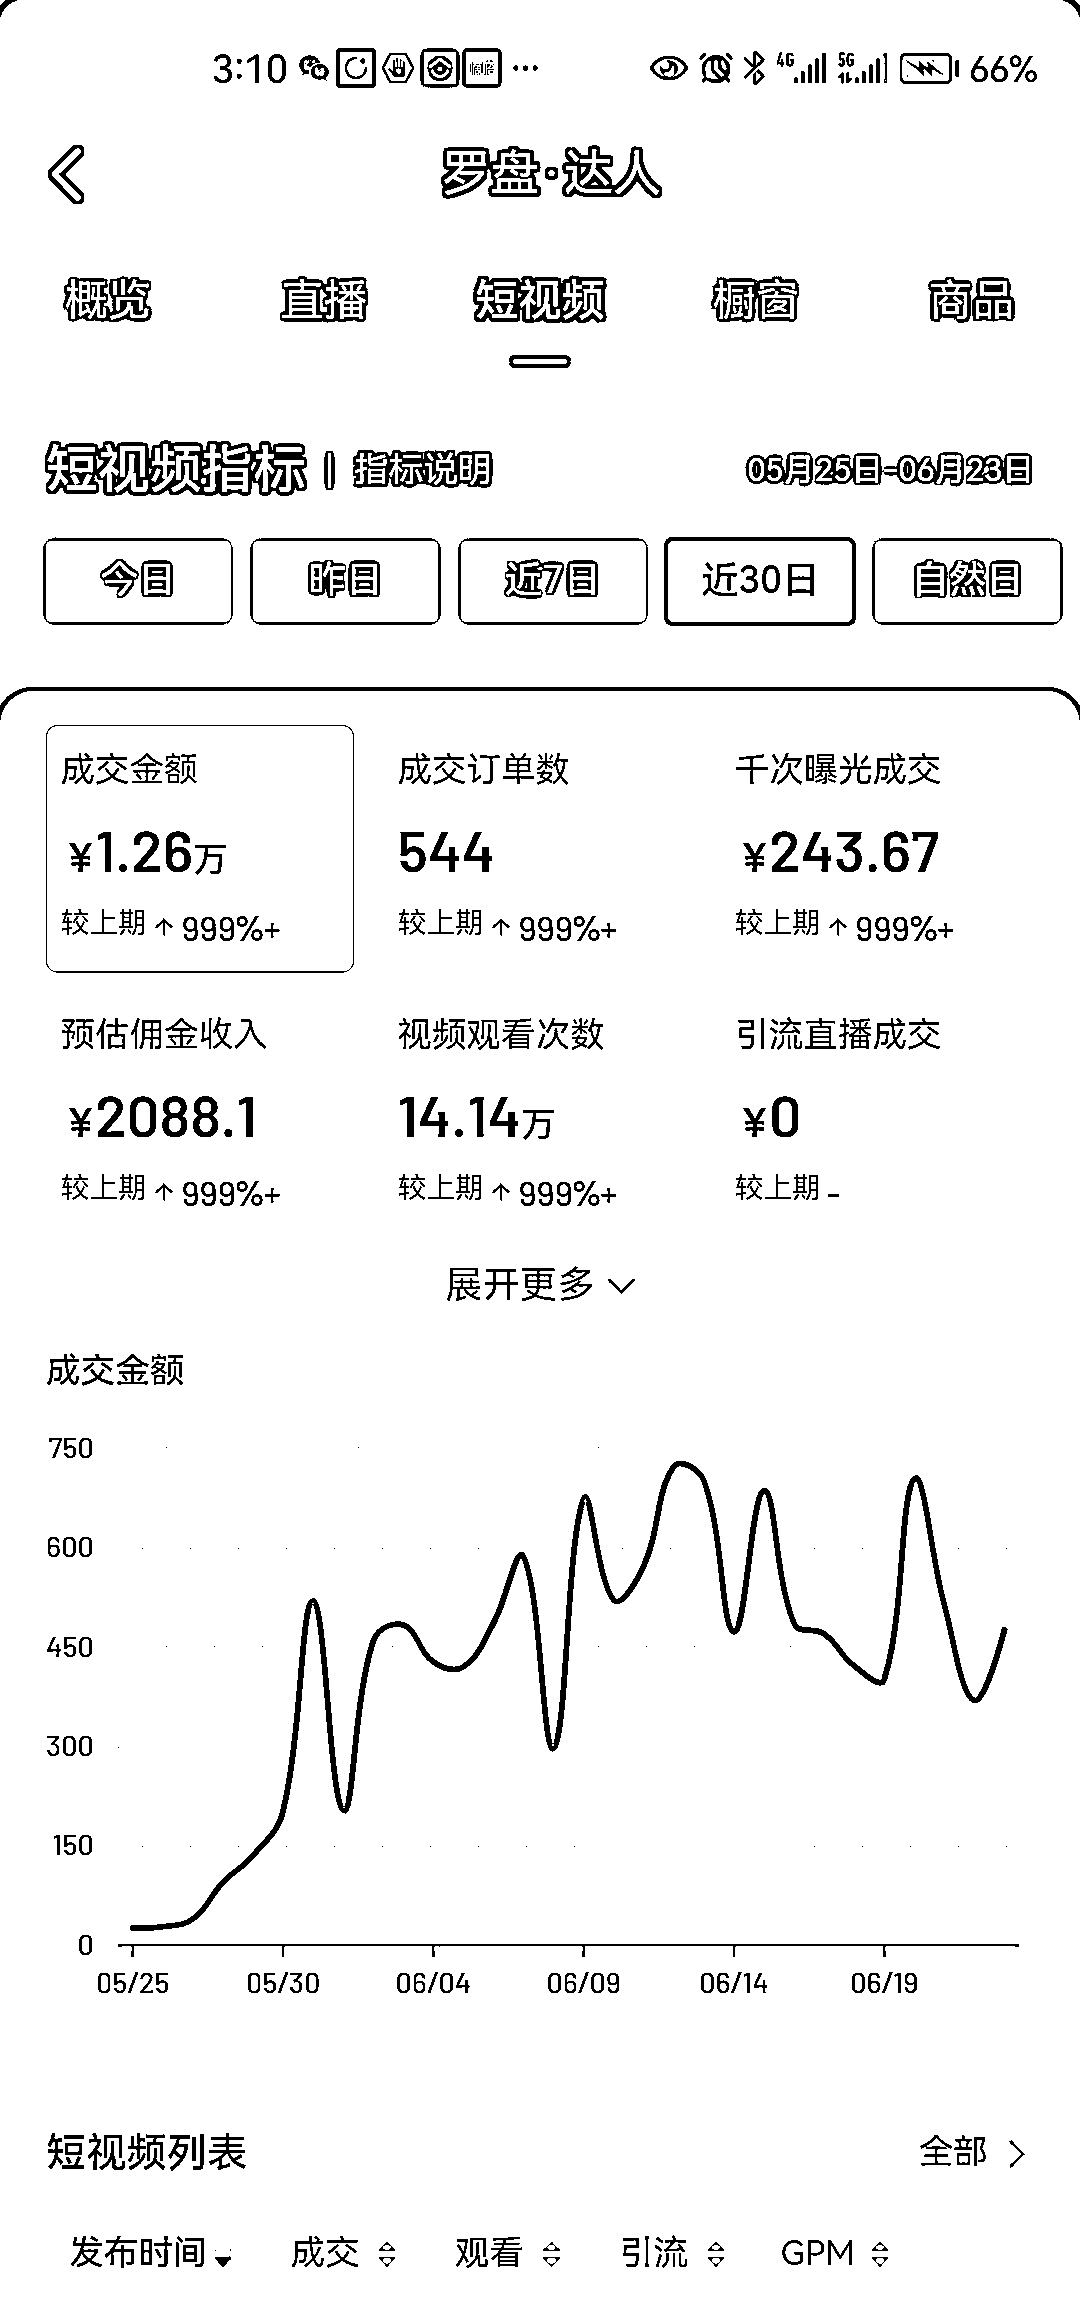 3:10 ... 4G 5G 66%
罗盘·达人
概览 直播 短视频 橱窗 商品
短视频指标 | 指标说明 05月25日-06月23日
今日 昨日 近7日 近30日 自然日
成交金额 成交订单数 千次曝光成交
¥1.26万 544 ¥243.67
较上期 ↑ 999%+ 较上期 ↑ 999%+ 较上期 ↑ 999%+
预估佣金收入 视频观看次数 引流直播成交
¥2088.1 14.14万 ¥0
较上期 ↑ 999%+ 较上期 ↑ 999%+ 较上期 -
展开更多
成交金额
750
600
450
300
150
0
05/25 05/30 06/04 06/09 06/14 06/19
短视频列表 全部 >
发布时间 成交 观看 引流 GPM